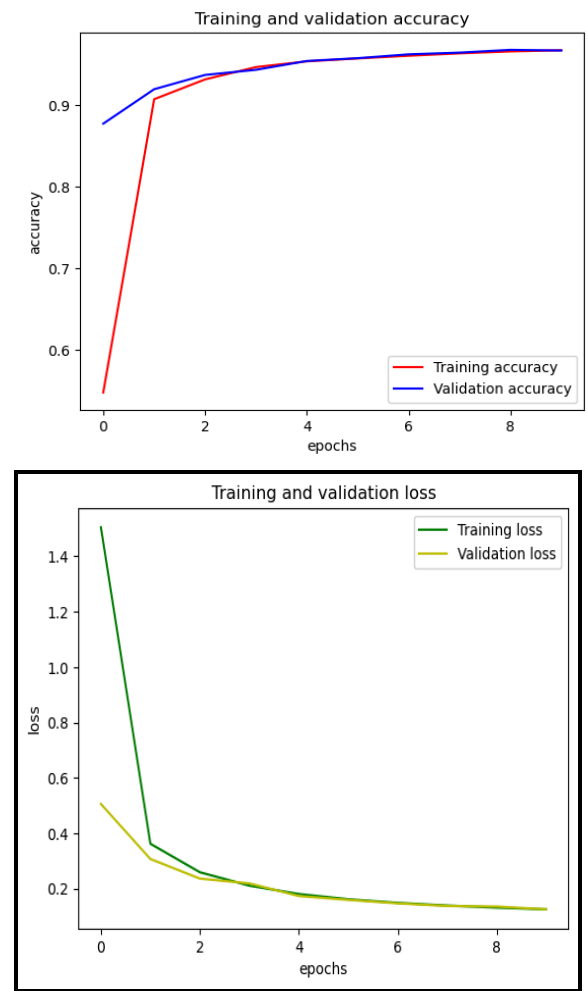 Training and validation accuracy
accuracy
0.9
0.8
0.7
0.6
Training accuracy
Validation accuracy
0 2 4 6 8
epochs
Training and validation loss
loss
1.4
1.2
1.0
0.8
0.6
0.4
0.2
Training loss
Validation loss
0 2 4 6 8
epochs